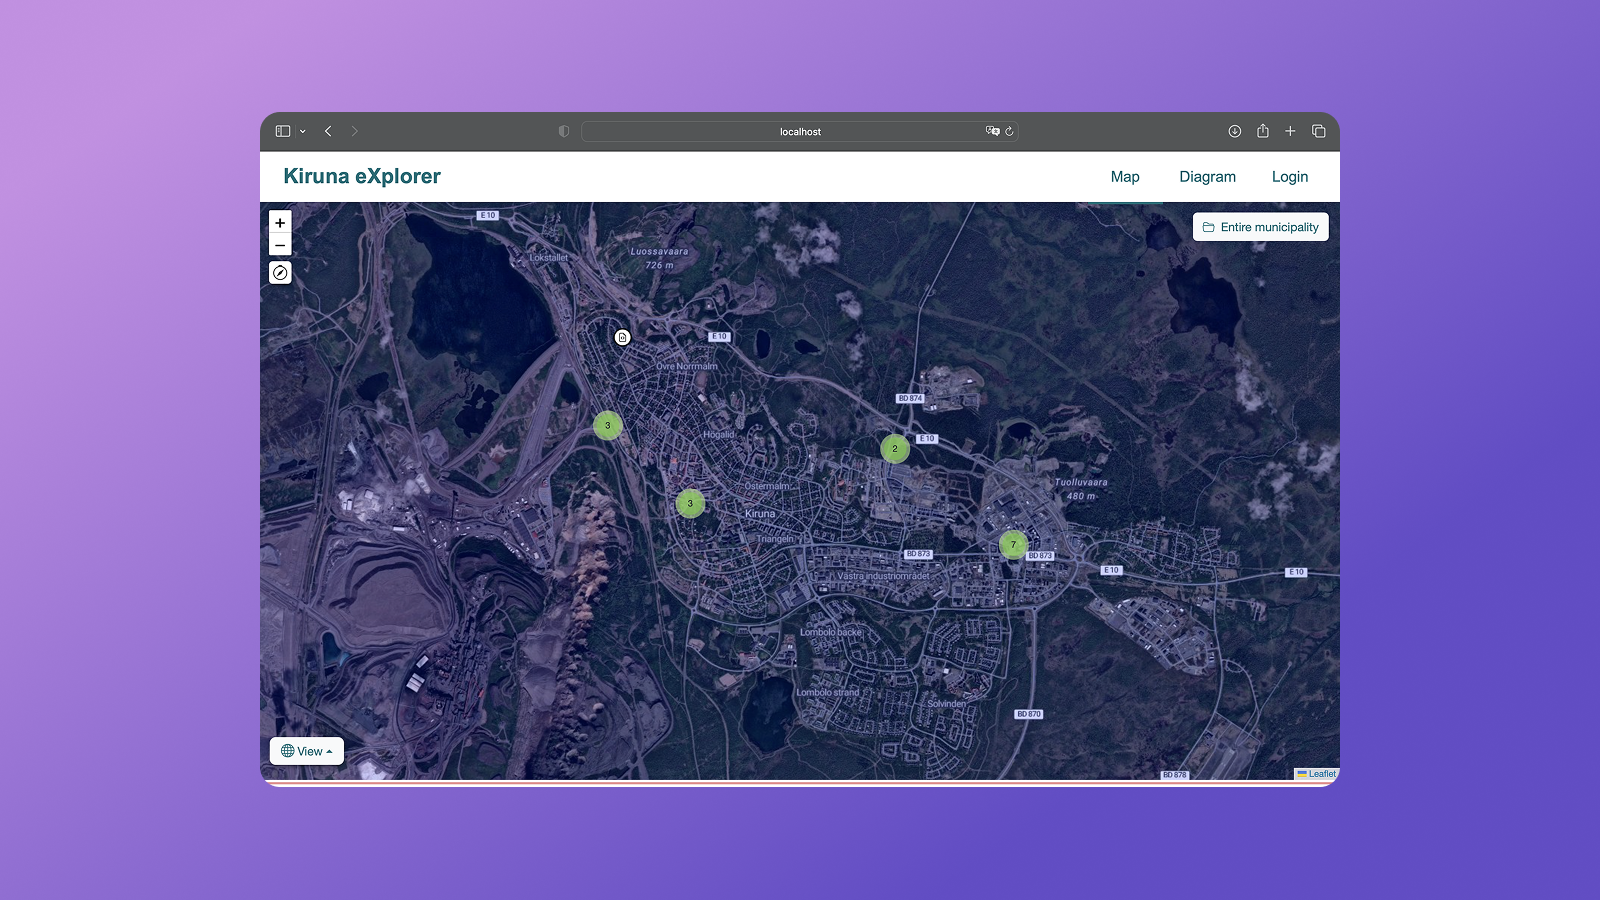 localhost
Kiruna eXplorer
Map
Diagram
Login
+
−
Entire municipality
E 10
Lokstallet
Luossavaara
726 m
E 10
Övre Norrmalm
BD 874
3
Högalid
E 10
2
Tuolluvaara
480 m
Östermalm
3
Kiruna
Triangeln
7
BD 873
BD 873
E 10
E 10
Västra industriområdet
Lombolo backe
Lombolo strand
Solvinden
BD 870
View
BD 878
Leaflet